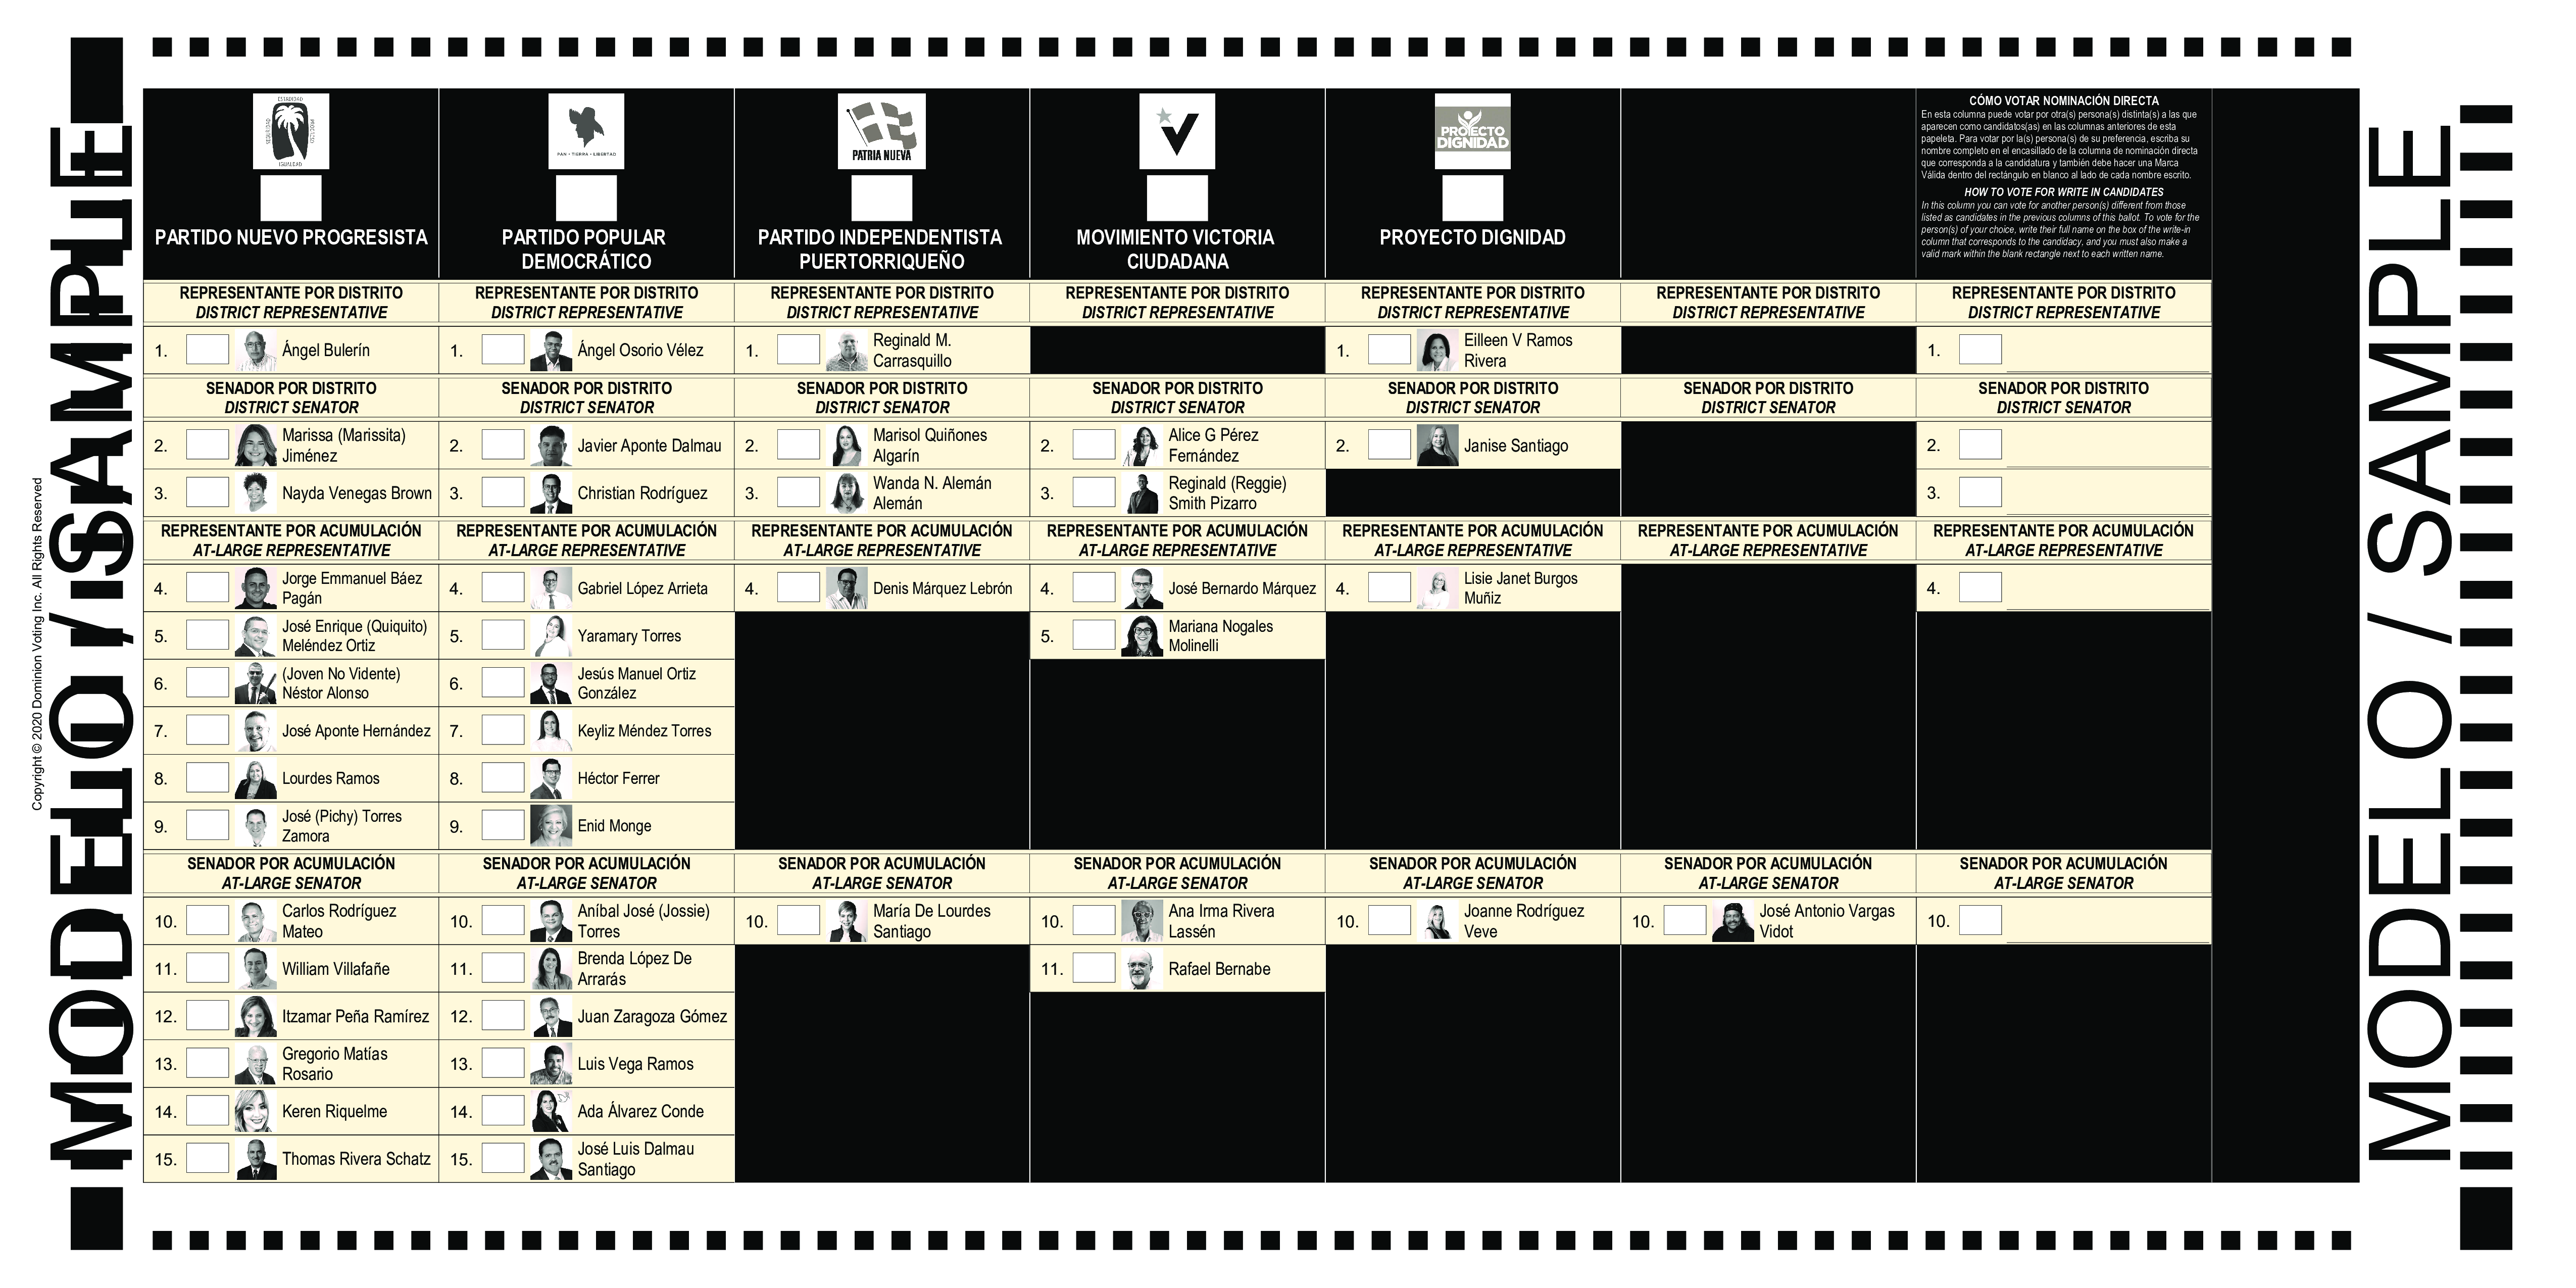 MODELO / SAMPLE
Copyright © 2020 Dominion Voting Inc. All Rights Reserved
ESTADIDAD
IGUALDAD
PARTIDO NUEVO PROGRESISTA
PAN • TIERRA • LIBERTAD
PARTIDO POPULAR
DEMOCRÁTICO
PATRIA NUEVA
PARTIDO INDEPENDENTISTA
PUERTORRIQUEÑO
MOVIMIENTO VICTORIA
CIUDADANA
PROYECTO
DIGNIDAD
PROYECTO DIGNIDAD
CÓMO VOTAR NOMINACIÓN DIRECTA
En esta columna puede votar por otra(s) persona(s) distinta(s) a las que
aparecen como candidatos(as) en las columnas anteriores de esta
papeleta. Para votar por la(s) persona(s) de su preferencia, escriba su
nombre completo en el encasillado de la columna de nominación directa
que corresponda a la candidatura y también debe hacer una Marca
Válida dentro del rectángulo en blanco al lado de cada nombre escrito.
HOW TO VOTE FOR WRITE IN CANDIDATES
In this column you can vote for another person(s) different from those
listed as candidates in the previous columns of this ballot. To vote for the
person(s) of your choice, write their full name on the box of the write-in
column that corresponds to the candidacy, and you must also make a
valid mark within the blank rectangle next to each written name.
REPRESENTANTE POR DISTRITO REPRESENTANTE POR DISTRITO REPRESENTANTE POR DISTRITO REPRESENTANTE POR DISTRITO REPRESENTANTE POR DISTRITO REPRESENTANTE POR DISTRITO REPRESENTANTE POR DISTRITO
DISTRICT REPRESENTATIVE DISTRICT REPRESENTATIVE DISTRICT REPRESENTATIVE DISTRICT REPRESENTATIVE DISTRICT REPRESENTATIVE DISTRICT REPRESENTATIVE DISTRICT REPRESENTATIVE
1. Ángel Bulerín
1. Ángel Osorio Vélez
1. Reginald M.
Carrasquillo
1. Eilleen V Ramos
Rivera
1.
SENADOR POR DISTRITO SENADOR POR DISTRITO SENADOR POR DISTRITO SENADOR POR DISTRITO SENADOR POR DISTRITO SENADOR POR DISTRITO SENADOR POR DISTRITO
DISTRICT SENATOR DISTRICT SENATOR DISTRICT SENATOR DISTRICT SENATOR DISTRICT SENATOR DISTRICT SENATOR DISTRICT SENATOR
2. Marissa (Marissita)
Jiménez
2. Javier Aponte Dalmau
2. Marisol Quiñones
Algarín
2. Alice G Pérez
Fernández
2. Janise Santiago
2.
3. Nayda Venegas Brown
3. Christian Rodríguez
3. Wanda N. Alemán
Alemán
3. Reginald (Reggie)
Smith Pizarro
3.
REPRESENTANTE POR ACUMULACIÓN REPRESENTANTE POR ACUMULACIÓN REPRESENTANTE POR ACUMULACIÓN REPRESENTANTE POR ACUMULACIÓN REPRESENTANTE POR ACUMULACIÓN REPRESENTANTE POR ACUMULACIÓN REPRESENTANTE POR ACUMULACIÓN
AT-LARGE REPRESENTATIVE AT-LARGE REPRESENTATIVE AT-LARGE REPRESENTATIVE AT-LARGE REPRESENTATIVE AT-LARGE REPRESENTATIVE AT-LARGE REPRESENTATIVE AT-LARGE REPRESENTATIVE
4. Jorge Emmanuel Báez
Pagán
4. Gabriel López Arrieta
4. Denis Márquez Lebrón
4. José Bernardo Márquez
4. Lisie Janet Burgos
Muñiz
4.
5. José Enrique (Quiquito)
Meléndez Ortiz
5. Yaramary Torres
5. Mariana Nogales
Molinelli
6. (Joven No Vidente)
Néstor Alonso
6. Jesús Manuel Ortiz
González
7. José Aponte Hernández
7. Keyliz Méndez Torres
8. Lourdes Ramos
8. Héctor Ferrer
9. José (Pichy) Torres
Zamora
9. Enid Monge
SENADOR POR ACUMULACIÓN SENADOR POR ACUMULACIÓN SENADOR POR ACUMULACIÓN SENADOR POR ACUMULACIÓN SENADOR POR ACUMULACIÓN SENADOR POR ACUMULACIÓN SENADOR POR ACUMULACIÓN
AT-LARGE SENATOR AT-LARGE SENATOR AT-LARGE SENATOR AT-LARGE SENATOR AT-LARGE SENATOR AT-LARGE SENATOR AT-LARGE SENATOR
10. Carlos Rodríguez
Mateo
10. Aníbal José (Jossie)
Torres
10. María De Lourdes
Santiago
10. Ana Irma Rivera
Lassén
10. Joanne Rodríguez
Veve
10. José Antonio Vargas
Vidot
10.
11. William Villafañe
11. Brenda López De
Arrarás
11. Rafael Bernabe
12. Itzamar Peña Ramírez
12. Juan Zaragoza Gómez
13. Gregorio Matías
Rosario
13. Luis Vega Ramos
14. Keren Riquelme
14. Ada Álvarez Conde
15. Thomas Rivera Schatz
15. José Luis Dalmau
Santiago
MODELO / SAMPLE